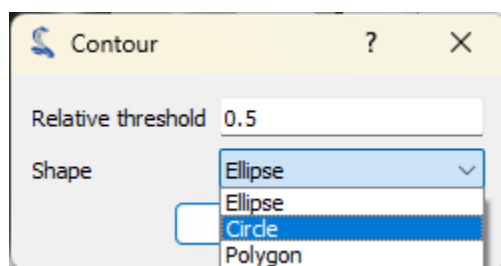 Contour ?
Relative threshold 0.5
Shape Ellipse
Ellipse
Circle
Polygon